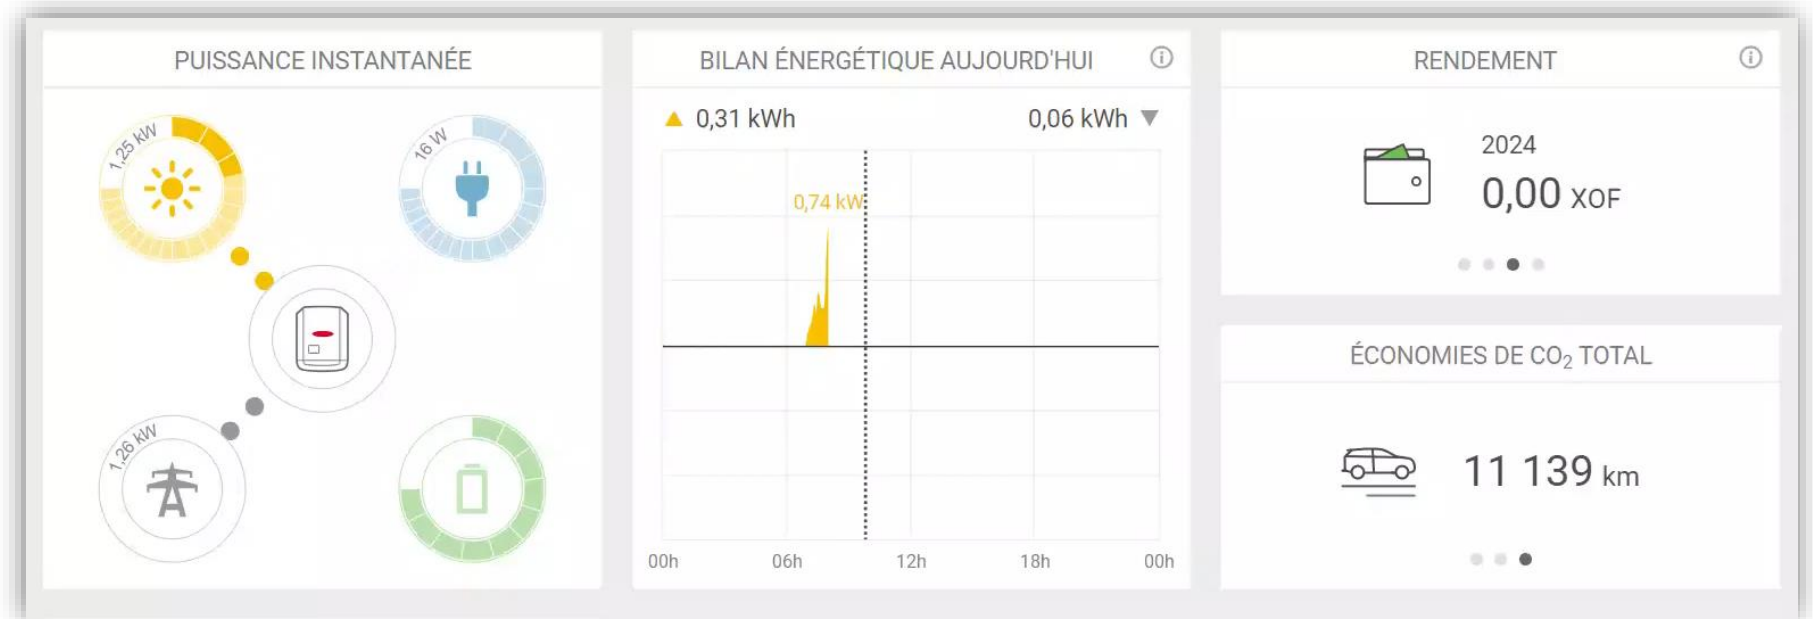 PUISSANCE INSTANTANÉE
1,25 kW
16 W
1,26 kW
BILAN ÉNERGÉTIQUE AUJOURD'HUI
0,31 kWh
0,06 kWh
0,74 kW
00h 06h 12h 18h 00h
RENDEMENT
2024
0,00 XOF
ÉCONOMIES DE CO₂ TOTAL
11 139 km